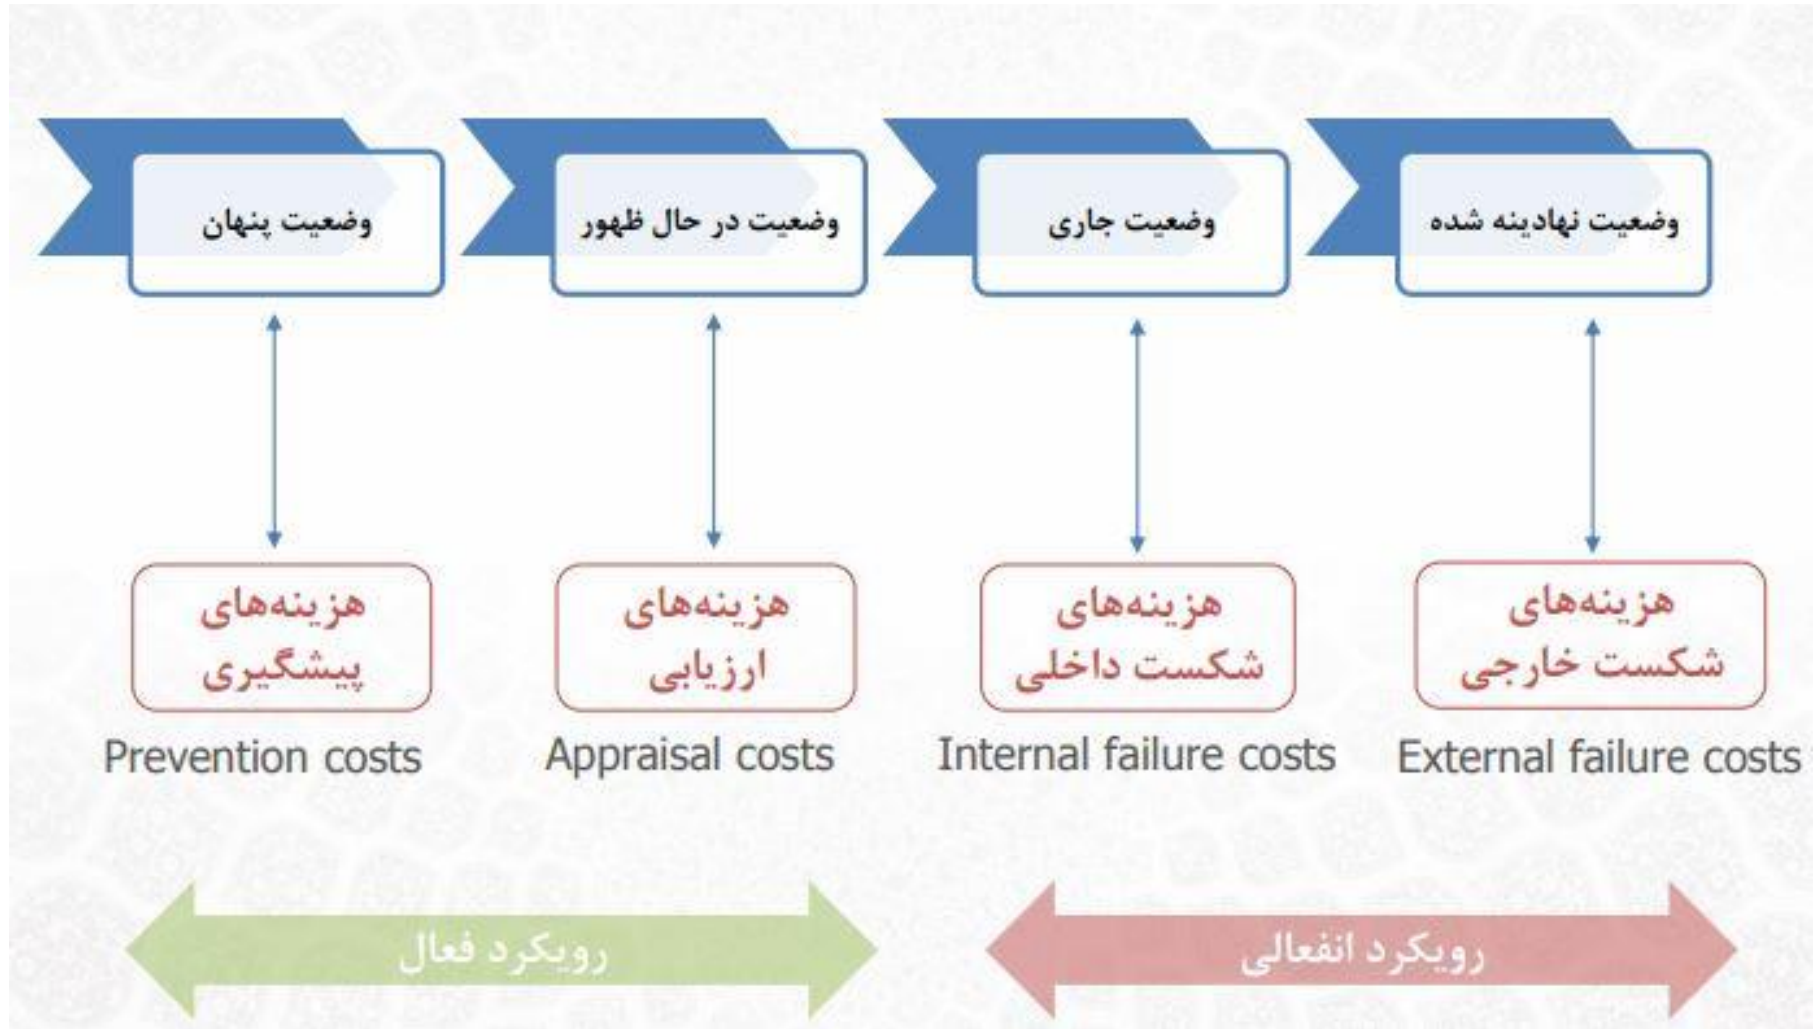 وضعیت پنهان
وضعیت در حال ظهور
وضعیت جاری
وضعیت نهادینه شده
هزینه‌های
پیشگیری
هزینه‌های
ارزیابی
هزینه‌های
شکست داخلی
هزینه‌های
شکست خارجی
Prevention costs
Appraisal costs
Internal failure costs
External failure costs
رویکرد فعال
رویکرد انفعالی